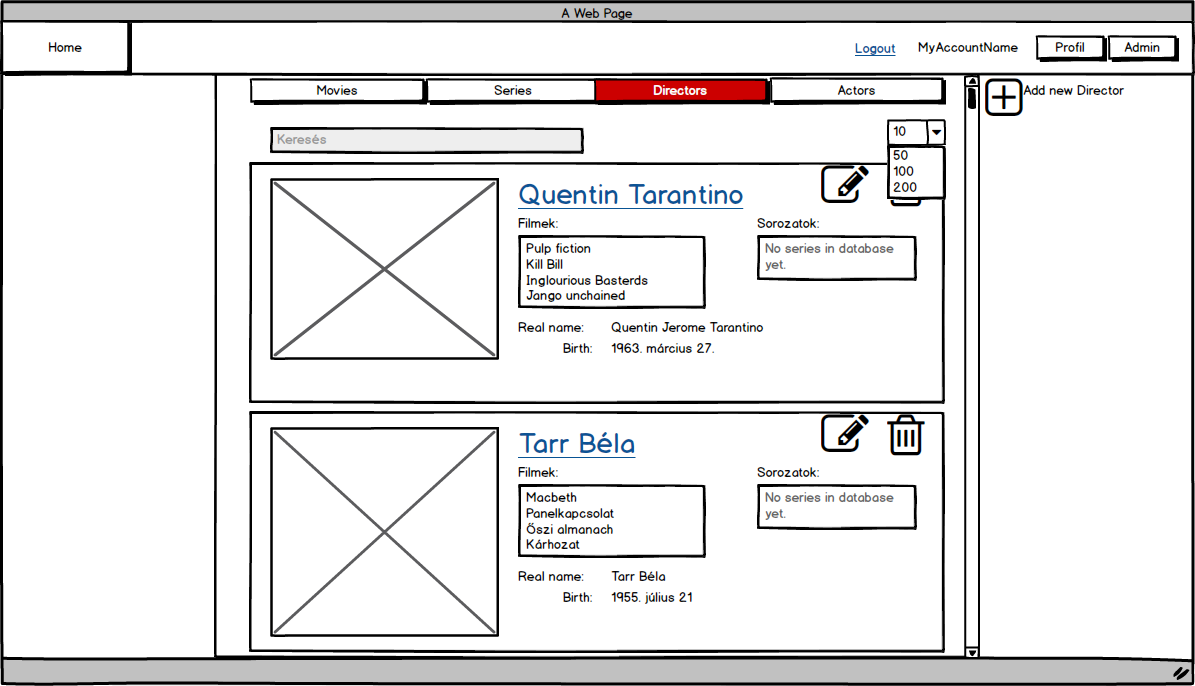 A Web Page
Home
Logout
MyAccountName
Profil
Admin
Movies
Series
Directors
Actors
Add new Director
Keresés
10
50
100
200
Quentin Tarantino
Filmek:
Pulp fiction
Kill Bill
Inglourious Basterds
Jango unchained
Sorozatok:
No series in database
yet.
Real name: Quentin Jerome Tarantino
Birth: 1963. március 27.
Tarr Béla
Filmek:
Macbeth
Panelkapcsolat
Őszi almanach
Kárhozat
Sorozatok:
No series in database
yet.
Real name: Tarr Béla
Birth: 1955. július 21